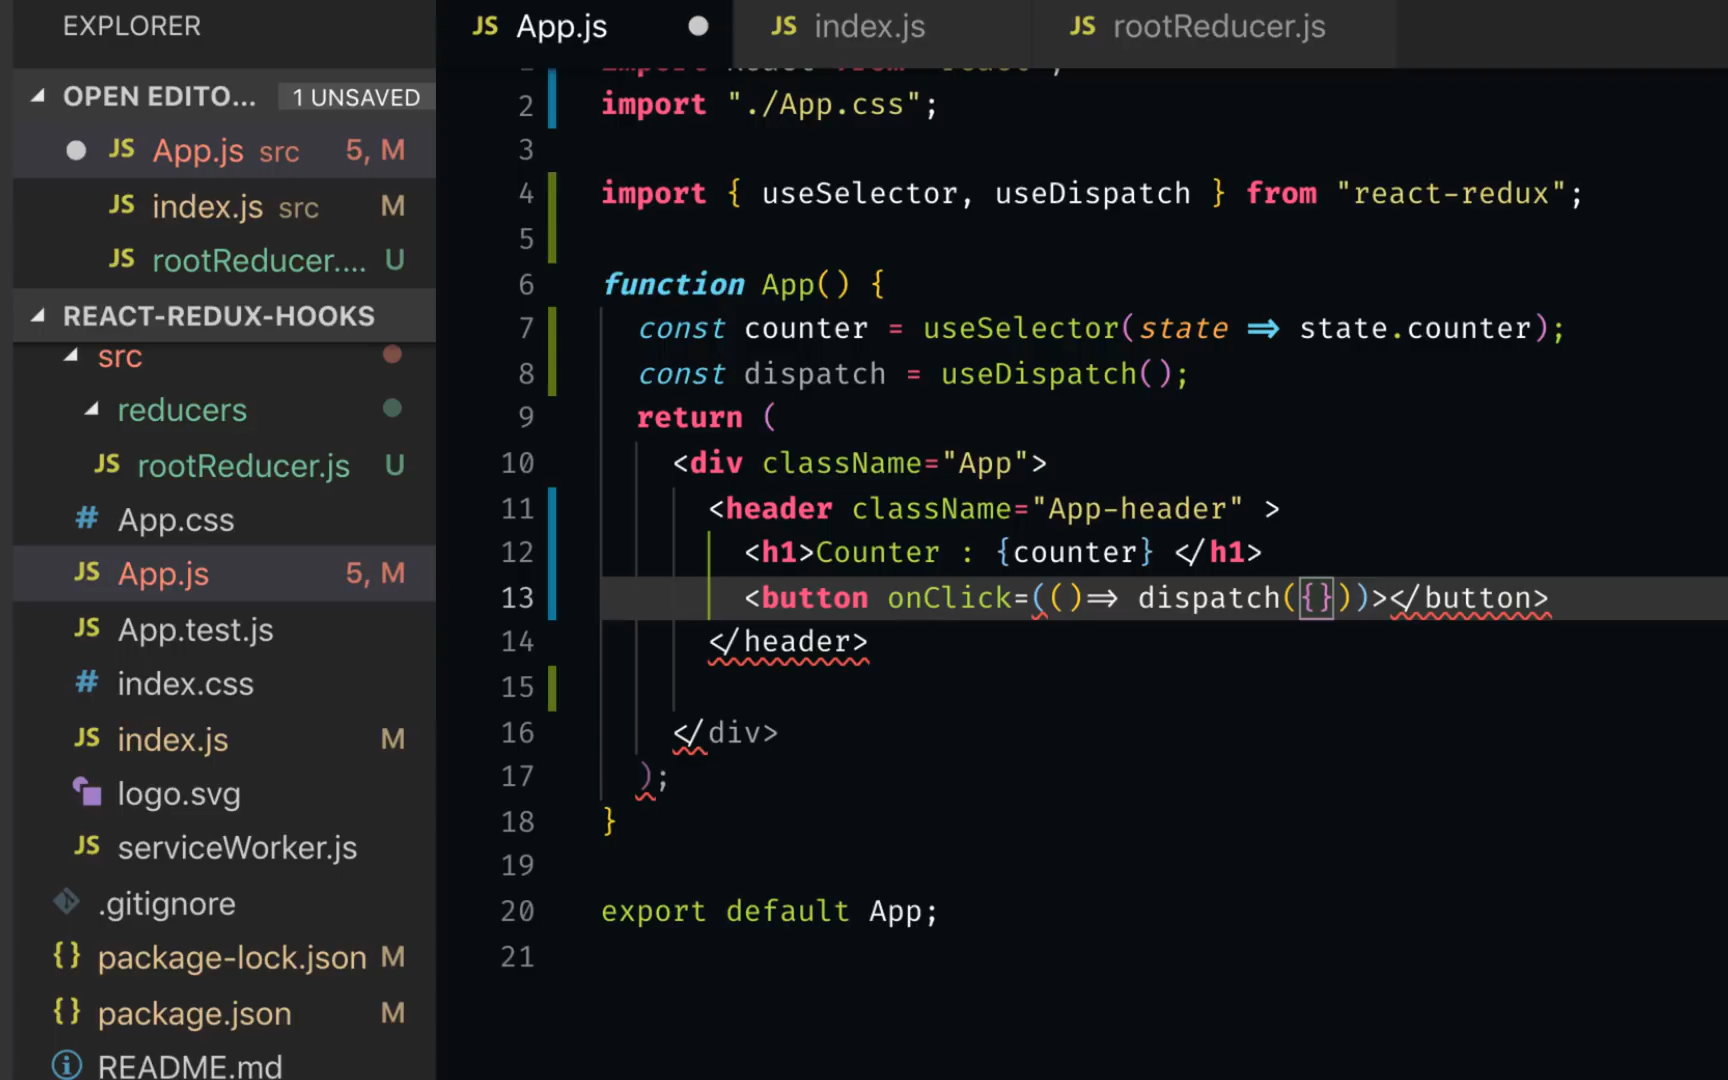 EXPLORER
OPEN EDITO... 1 UNSAVED
JS App.js src 5, M
JS index.js src M
JS rootReducer.... U
REACT-REDUX-HOOKS
src
reducers
JS rootReducer.js U
# App.css
JS App.js 5, M
JS App.test.js
# index.css
JS index.js M
logo.svg
JS serviceWorker.js
.gitignore
{} package-lock.json M
{} package.json M
README.md
JS App.js
JS index.js
JS rootReducer.js
2 import "./App.css";
3
4 import { useSelector, useDispatch } from "react-redux";
5
6 function App() {
7 const counter = useSelector(state => state.counter);
8 const dispatch = useDispatch();
9 return (
10 <div className="App">
11 <header className="App-header" >
12 <h1>Counter : {counter} </h1>
13 <button onClick=(()=> dispatch({}))></button>
14 </header>
15
16 </div>
17 );
18 }
19
20 export default App;
21